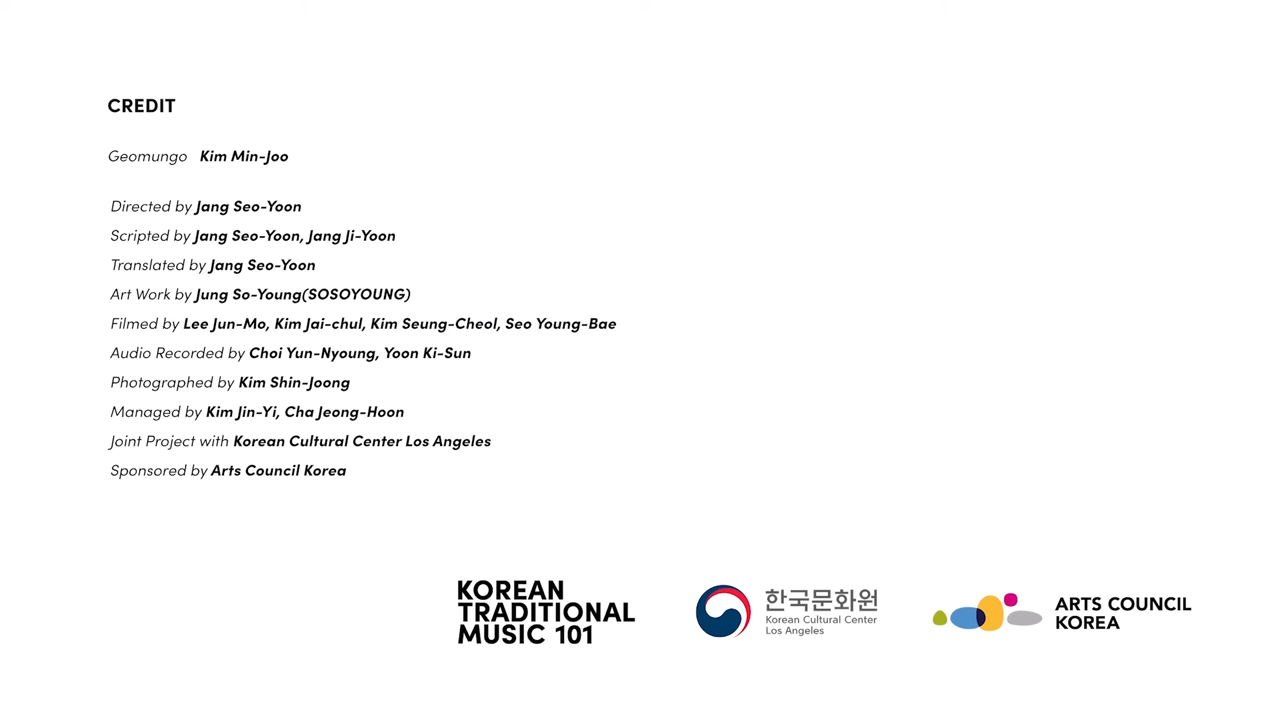 CREDIT
Geomungo Kim Min-Joo
Directed by Jang Seo-Yoon
Scripted by Jang Seo-Yoon, Jang Ji-Yoon
Translated by Jang Seo-Yoon
Art Work by Jung So-Young(SOSOYOUNG)
Filmed by Lee Jun-Mo, Kim Jai-chul, Kim Seung-Cheol, Seo Young-Bae
Audio Recorded by Choi Yun-Nyoung, Yoon Ki-Sun
Photographed by Kim Shin-Joong
Managed by Kim Jin-Yi, Cha Jeong-Hoon
Joint Project with Korean Cultural Center Los Angeles
Sponsored by Arts Council Korea
KOREAN
TRADITIONAL
MUSIC 101
한국문화원
Korean Cultural Center
Los Angeles
ARTS COUNCIL
KOREA